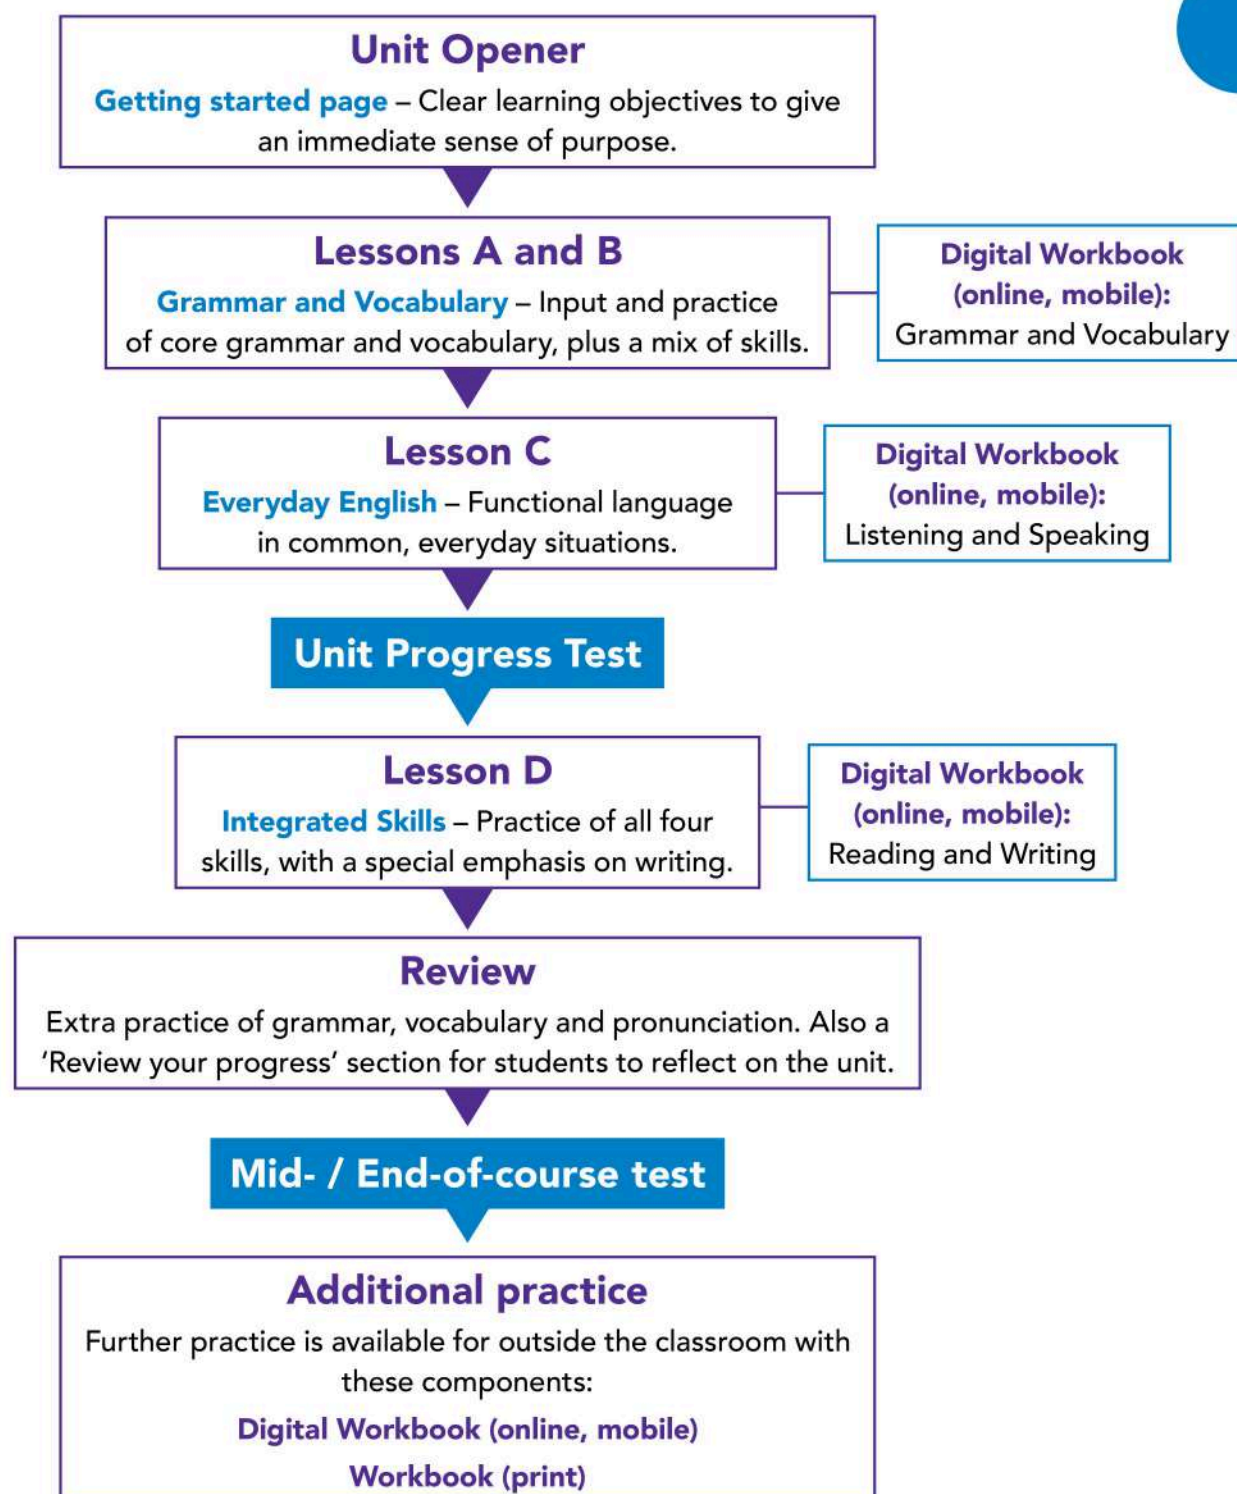 Unit Opener
Getting started page – Clear learning objectives to give
an immediate sense of purpose.
Lessons A and B
Grammar and Vocabulary – Input and practice
of core grammar and vocabulary, plus a mix of skills.
Digital Workbook
(online, mobile):
Grammar and Vocabulary
Lesson C
Everyday English – Functional language
in common, everyday situations.
Digital Workbook
(online, mobile):
Listening and Speaking
Unit Progress Test
Lesson D
Integrated Skills – Practice of all four
skills, with a special emphasis on writing.
Digital Workbook
(online, mobile):
Reading and Writing
Review
Extra practice of grammar, vocabulary and pronunciation. Also a
‘Review your progress’ section for students to reflect on the unit.
Mid- / End-of-course test
Additional practice
Further practice is available for outside the classroom with
these components:
Digital Workbook (online, mobile)
Workbook (print)